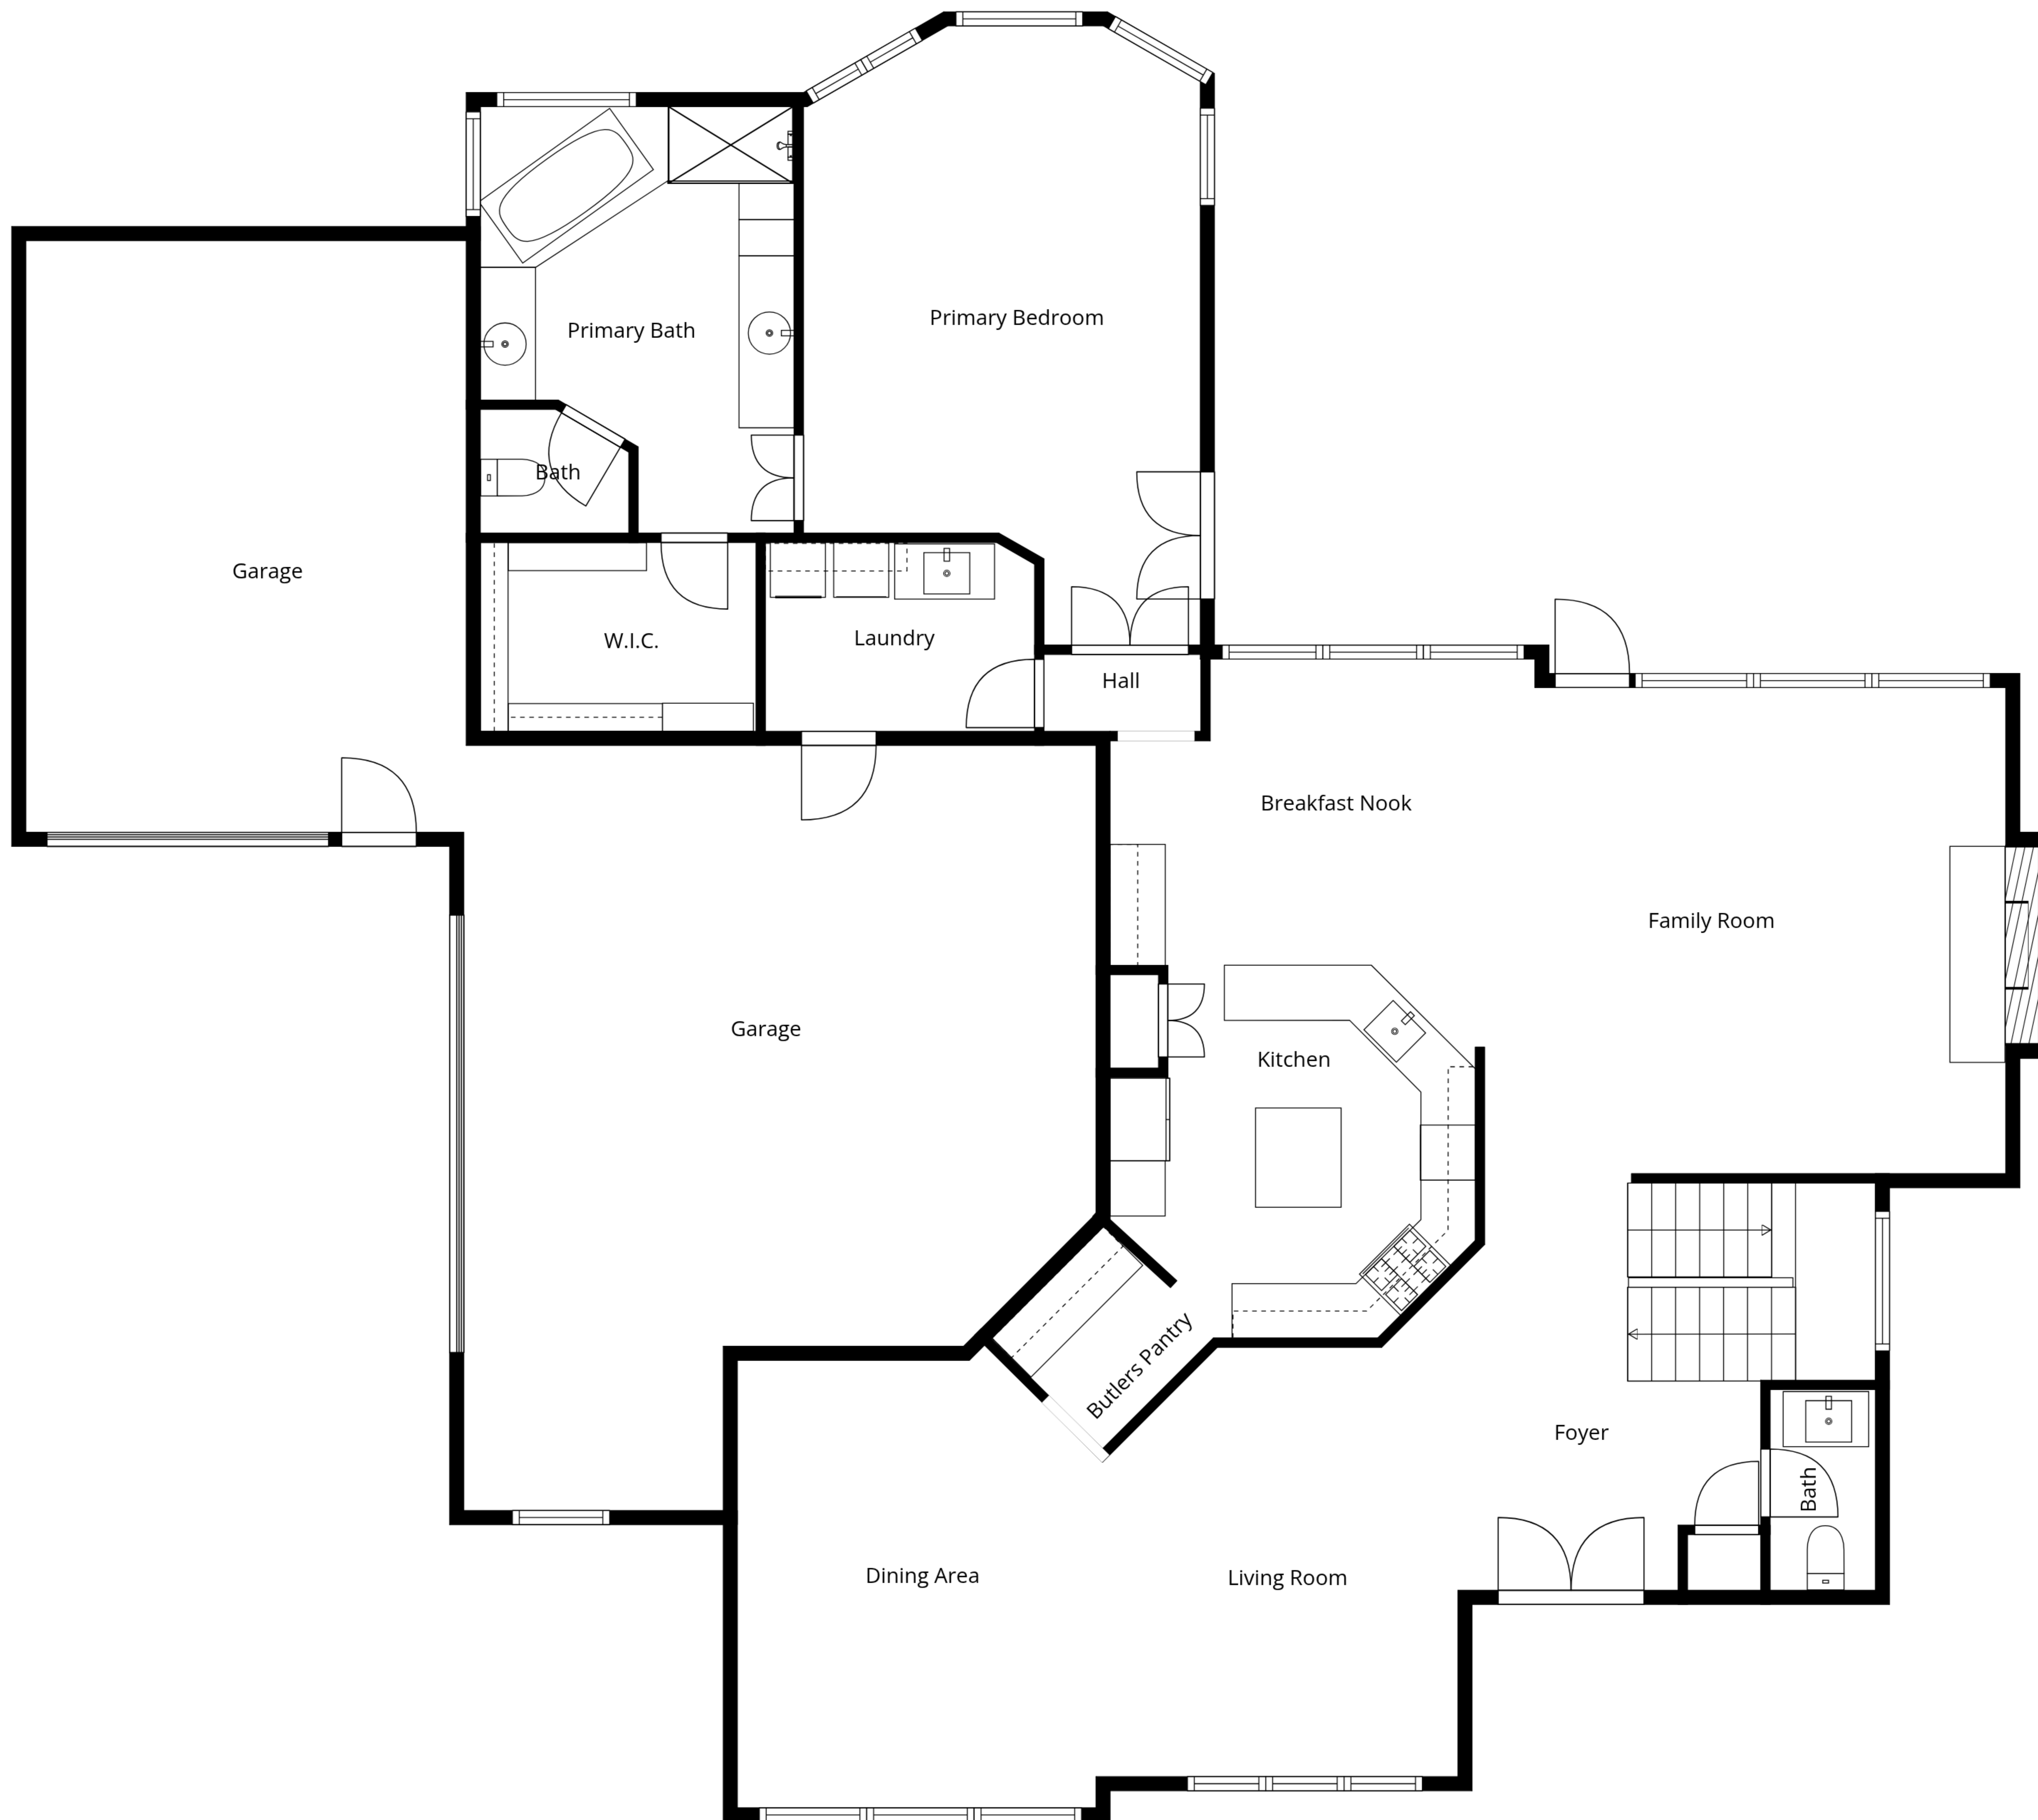 Primary Bedroom
Primary Bath
Bath
Garage
W.I.C.
Laundry
Hall
Breakfast Nook
Family Room
Garage
Kitchen
Butlers Pantry
Foyer
Bath
Dining Area
Living Room